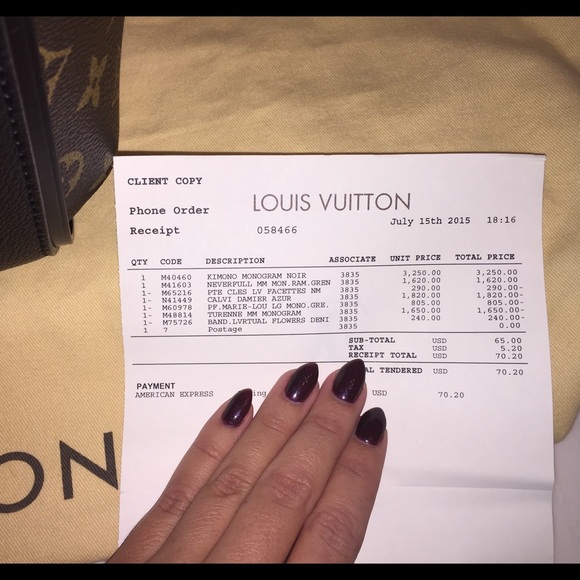 CLIENT COPY
Phone Order LOUIS VUITTON
July 15th 2015 18:16
Receipt 058466
QTY CODE DESCRIPTION ASSOCIATE UNIT PRICE TOTAL PRICE
1 M40460 KIMONO MONOGRAM NOIR 3835 3,250.00 3,250.00
1 M41603 NEVERFULL MM MON.RAM.GREN 3835 1,620.00 1,620.00
1- M65216 PTE CLES LV FACETTES NM 3835 290.00 290.00-
1- N41449 CALVI DAMIER AZUR 3835 1,820.00 1,820.00-
1- M60978 PF.MARIE-LOU LG MONO.GRE. 3835 805.00 805.00-
1- M48814 TURENNE MM MONOGRAM 3835 1,650.00 1,650.00-
1- M75726 BAND.LVRTUAL FLOWERS DENI 3835 240.00 240.00-
1 7 Postage 3835 0.00
SUB-TOTAL USD 65.00
TAX USD 5.20
RECEIPT TOTAL USD 70.20
TENDERED USD 70.20
PAYMENT
AMERICAN EXPRESS USD 70.20
ON